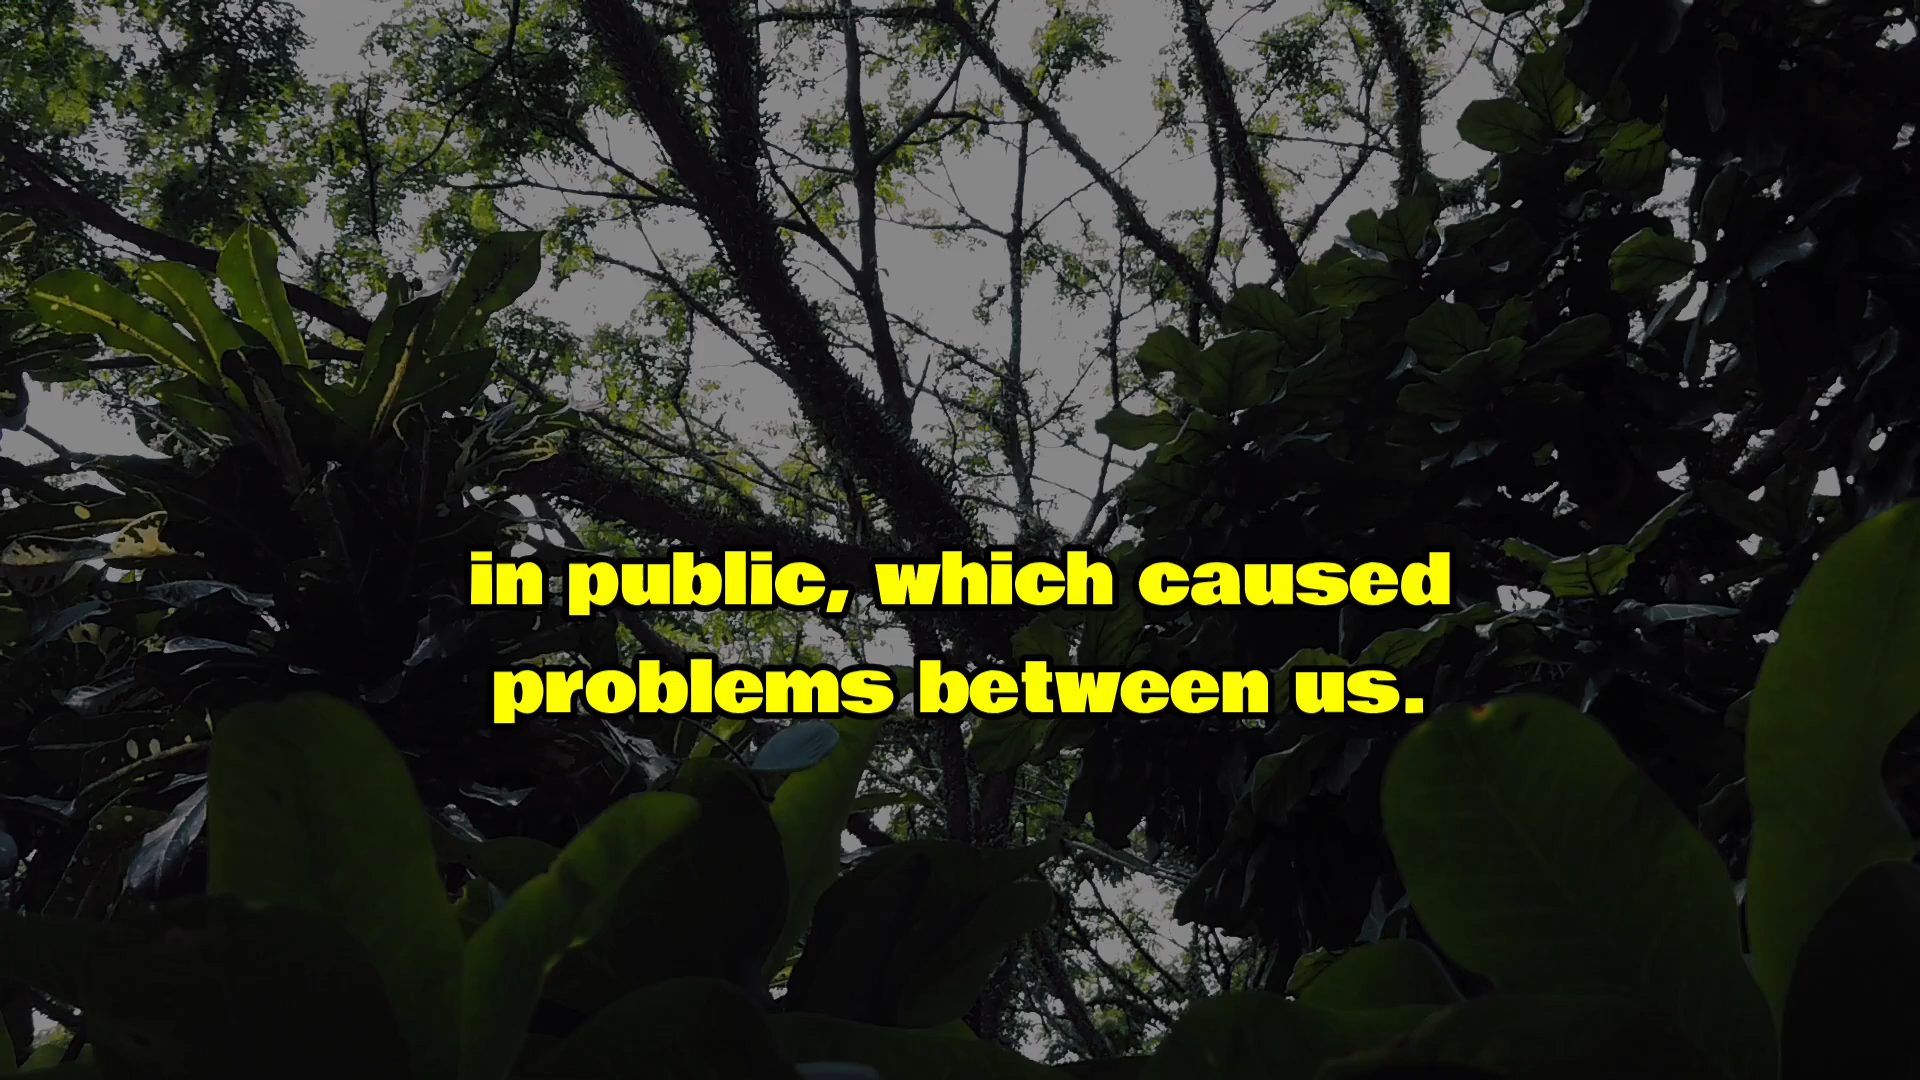 in public, which caused
problems between us.